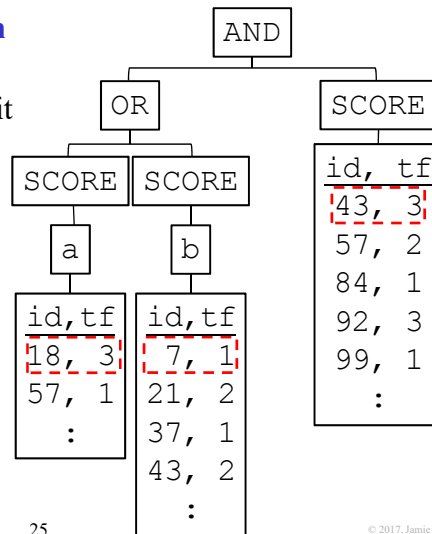 n
it
AND
OR
SCORE
SCORE
SCORE
a
b
id,tf
18, 3
57, 1
:
id,tf
7, 1
21, 2
37, 1
43, 2
:
id, tf
43, 3
57, 2
84, 1
92, 3
99, 1
:
25
© 2017, Jamie